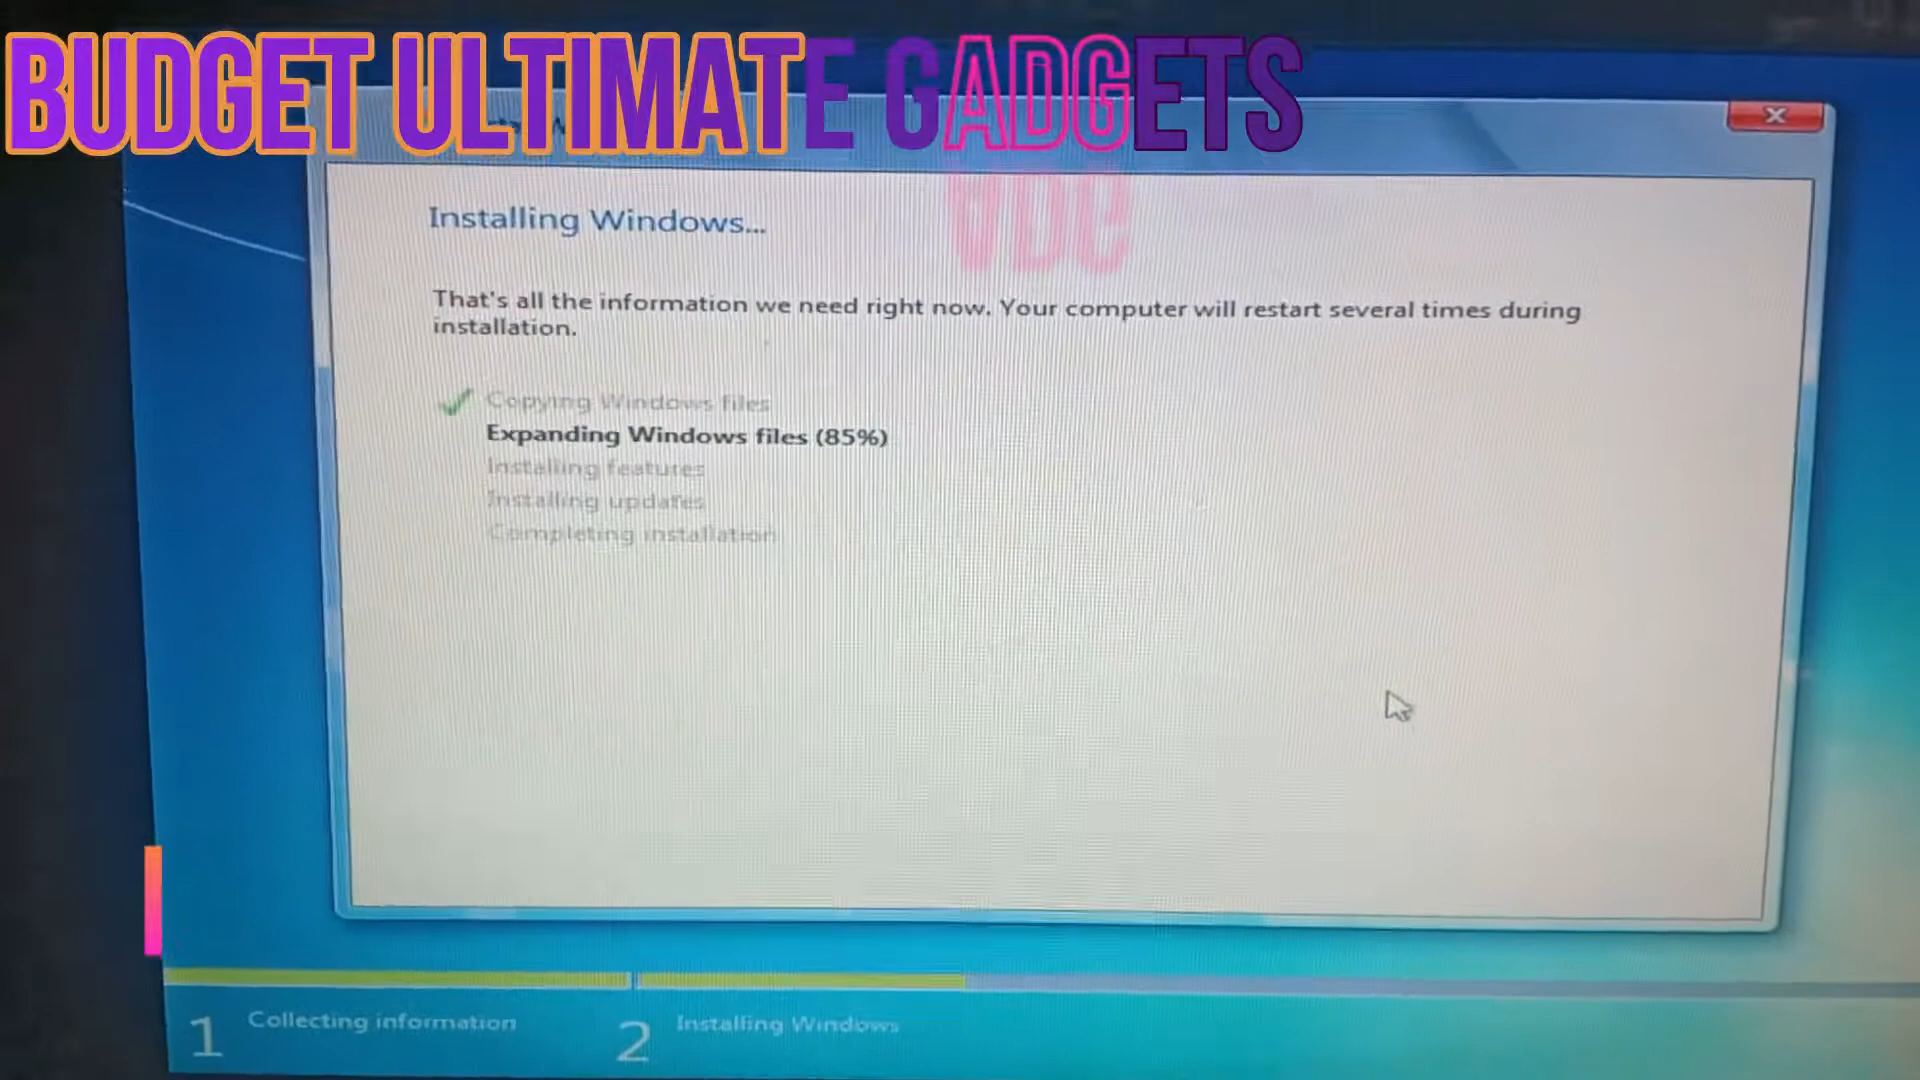 BUDGET ULTIMATE GADGETS
Installing Windows...
That's all the information we need right now. Your computer will restart several times during
installation.
Copying Windows files
Expanding Windows files (85%)
Installing features
Installing updates
Completing installation
1 Collecting information
2 Installing Windows